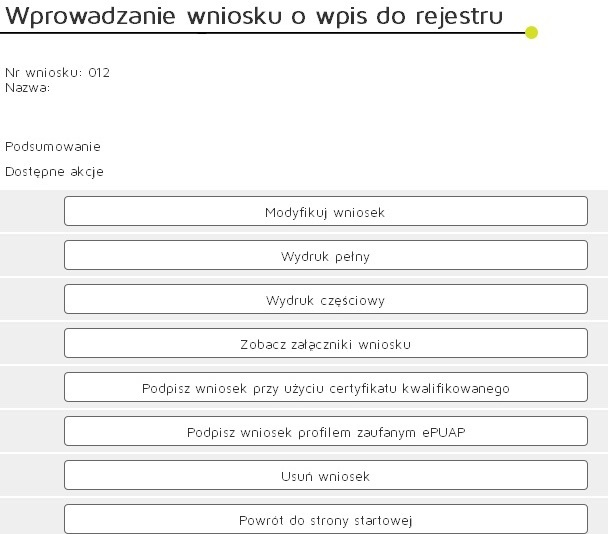 Wprowadzanie wniosku o wpis do rejestru
Nr wniosku: 012
Nazwa:
Podsumowanie
Dostępne akcje
Modyfikuj wniosek
Wydruk pełny
Wydruk częściowy
Zobacz załączniki wniosku
Podpisz wniosek przy użyciu certyfikatu kwalifikowanego
Podpisz wniosek profilem zaufanym ePUAP
Usuń wniosek
Powrót do strony startowej